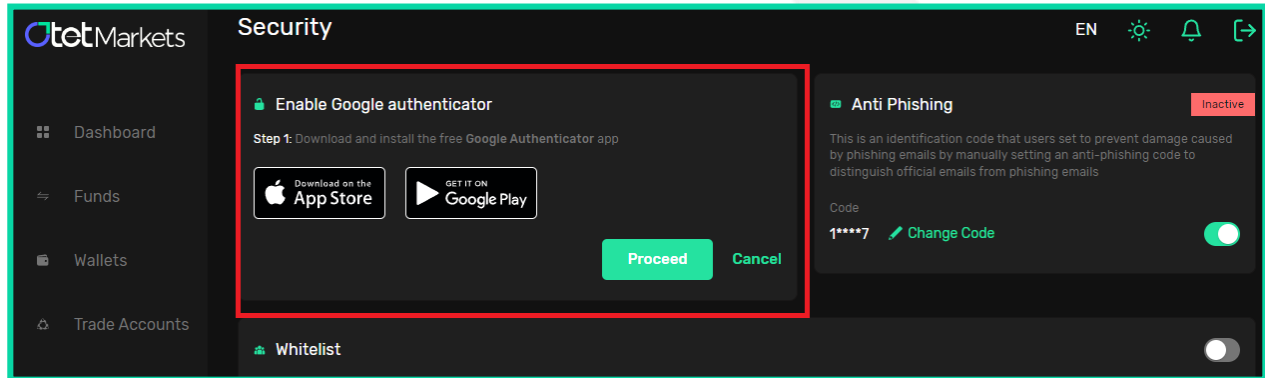 OtetMarkets
Security
EN
Enable Google authenticator
Step 1: Download and install the free Google Authenticator app
Download on the
App Store
GET IT ON
Google Play
Proceed
Cancel
Anti Phishing
Inactive
This is an identification code that users set to prevent damage caused
by phishing emails by manually setting an anti-phishing code to
distinguish official emails from phishing emails
Code
1****7
Change Code
Dashboard
Funds
Wallets
Trade Accounts
Whitelist